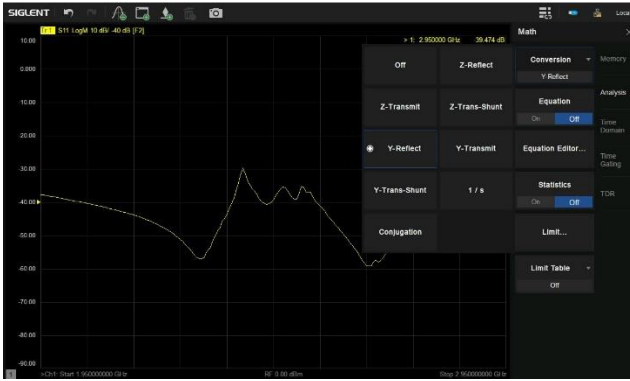 SIGLENT
Local
Tr 1 S11 LogM 10 dB/ -40 dB [F2]
> 1: 2.950000 GHz 39.474 dB
10.00
0.000
10.00
-20.00
-30.00
-40.00
-50.00
-60.00
-70.00
-80.00
-90.00
Off
Z-Reflect
Z-Transmit
Z-Trans-Shunt
Y-Reflect
Y-Transmit
Y-Trans-Shunt
1 / s
Conjugation
Math
Conversion
Y Reflect
Equation
On Off
Equation Editor...
Statistics
On Off
Limit...
Limit Table
Off
Memory
Analysis
Time
Domain
Time
Gating
TDR
1 >Ch1: Start 1.950000000 GHz RF 0.00 dBm Stop 2.950000000 GHz